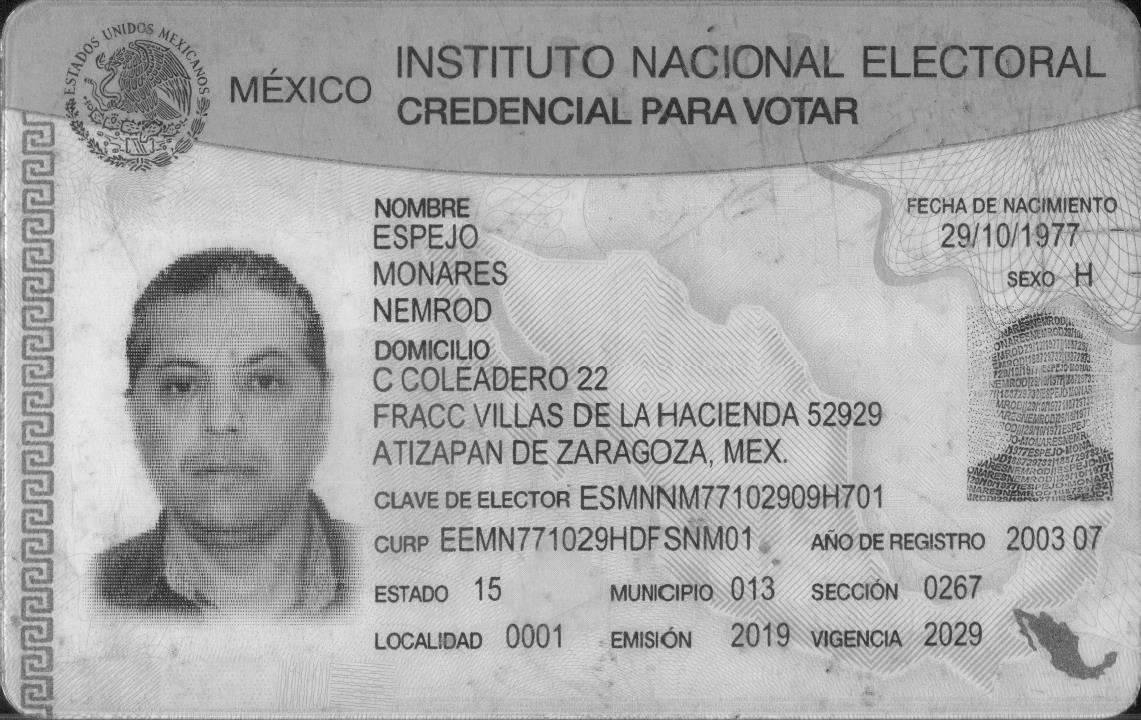 ESTADOS UNIDOS MEXICANOS
MÉXICO
INSTITUTO NACIONAL ELECTORAL
CREDENCIAL PARA VOTAR
NOMBRE
ESPEJO
MONARES
NEMROD
FECHA DE NACIMIENTO
29/10/1977
SEXO H
DOMICILIO
C COLEADERO 22
FRACC VILLAS DE LA HACIENDA 52929
ATIZAPAN DE ZARAGOZA, MEX.
CLAVE DE ELECTOR ESMNNM77102909H701
CURP EEMN771029HDFSNM01 AÑO DE REGISTRO 2003 07
ESTADO 15 MUNICIPIO 013 SECCIÓN 0267
LOCALIDAD 0001 EMISIÓN 2019 VIGENCIA 2029